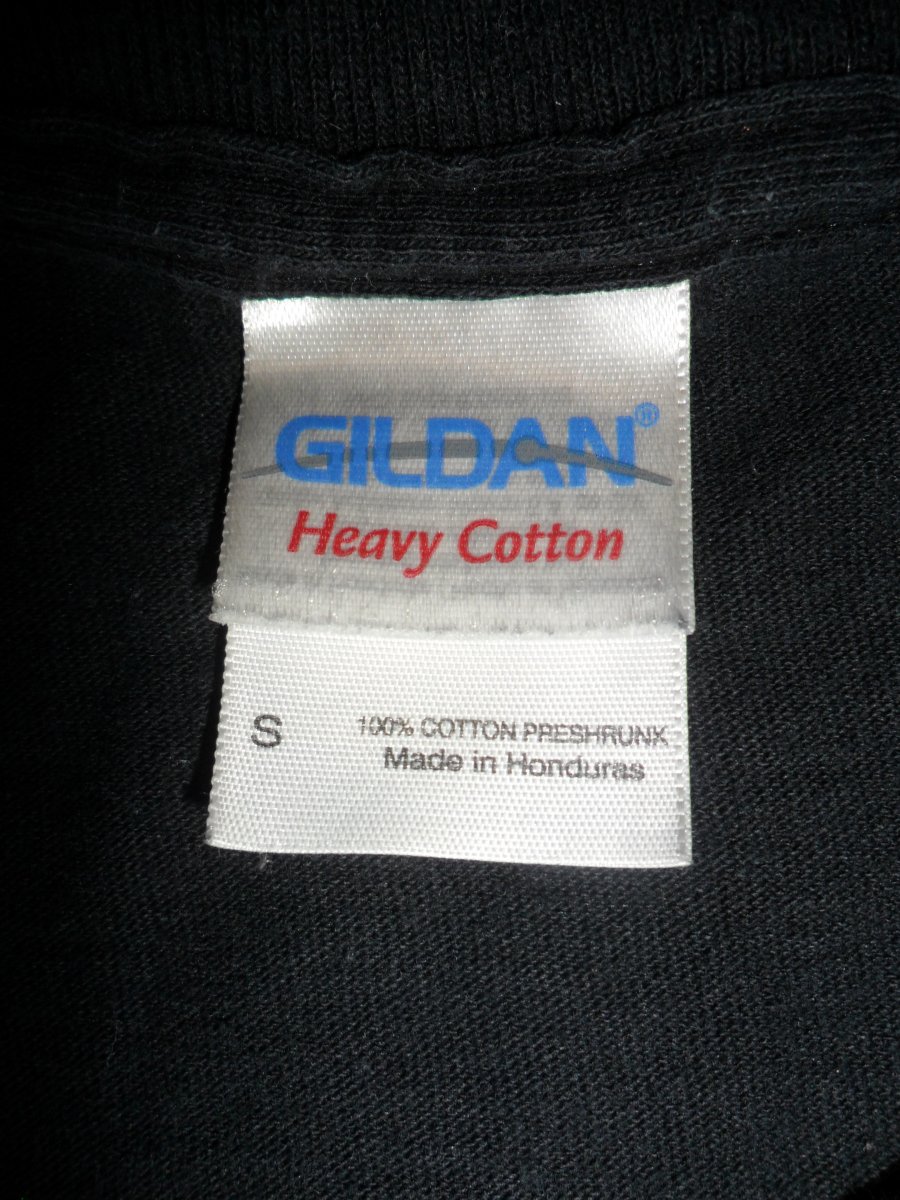 GILDAN®
Heavy Cotton
S 100% COTTON PRESHRUNK
Made in Honduras